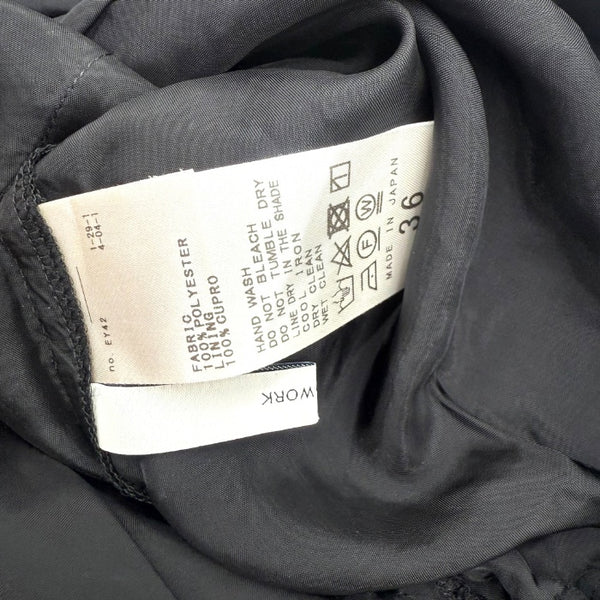 FABRIC
100%POLYESTER
LINING
100%CUPRO
HAND WASH
DO NOT BLEACH
DO NOT TUMBLE DRY
LINE DRY IN THE SHADE
COOL IRON
DRY CLEAN
WET CLEAN
F W
MADE IN JAPAN
36
no. EY42
1-29-1
4-04-1
WORK